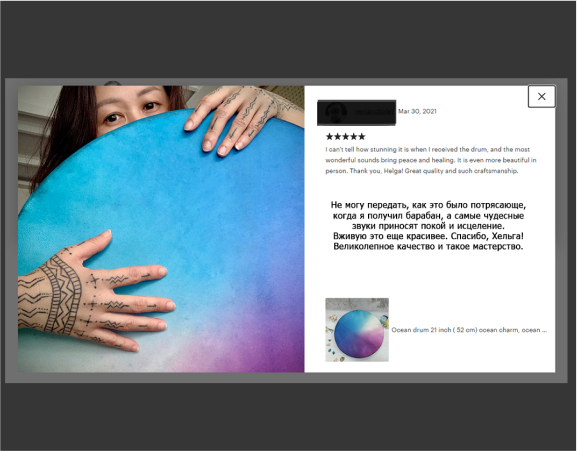 Mar 30, 2021
★★★★★
I can't tell how stunning it is when I received the drum, and the most
wonderful sounds bring peace and healing. It is even more beautiful in
person. Thank you, Helga! Great quality and such craftsmanship.
Не могу передать, как это было потрясающе,
когда я получил барабан, а самые чудесные
звуки приносят покой и исцеление.
Вживую это еще красивее. Спасибо, Хельга!
Великолепное качество и такое мастерство.
Ocean drum 21 inch ( 52 cm) ocean charm, ocean ...